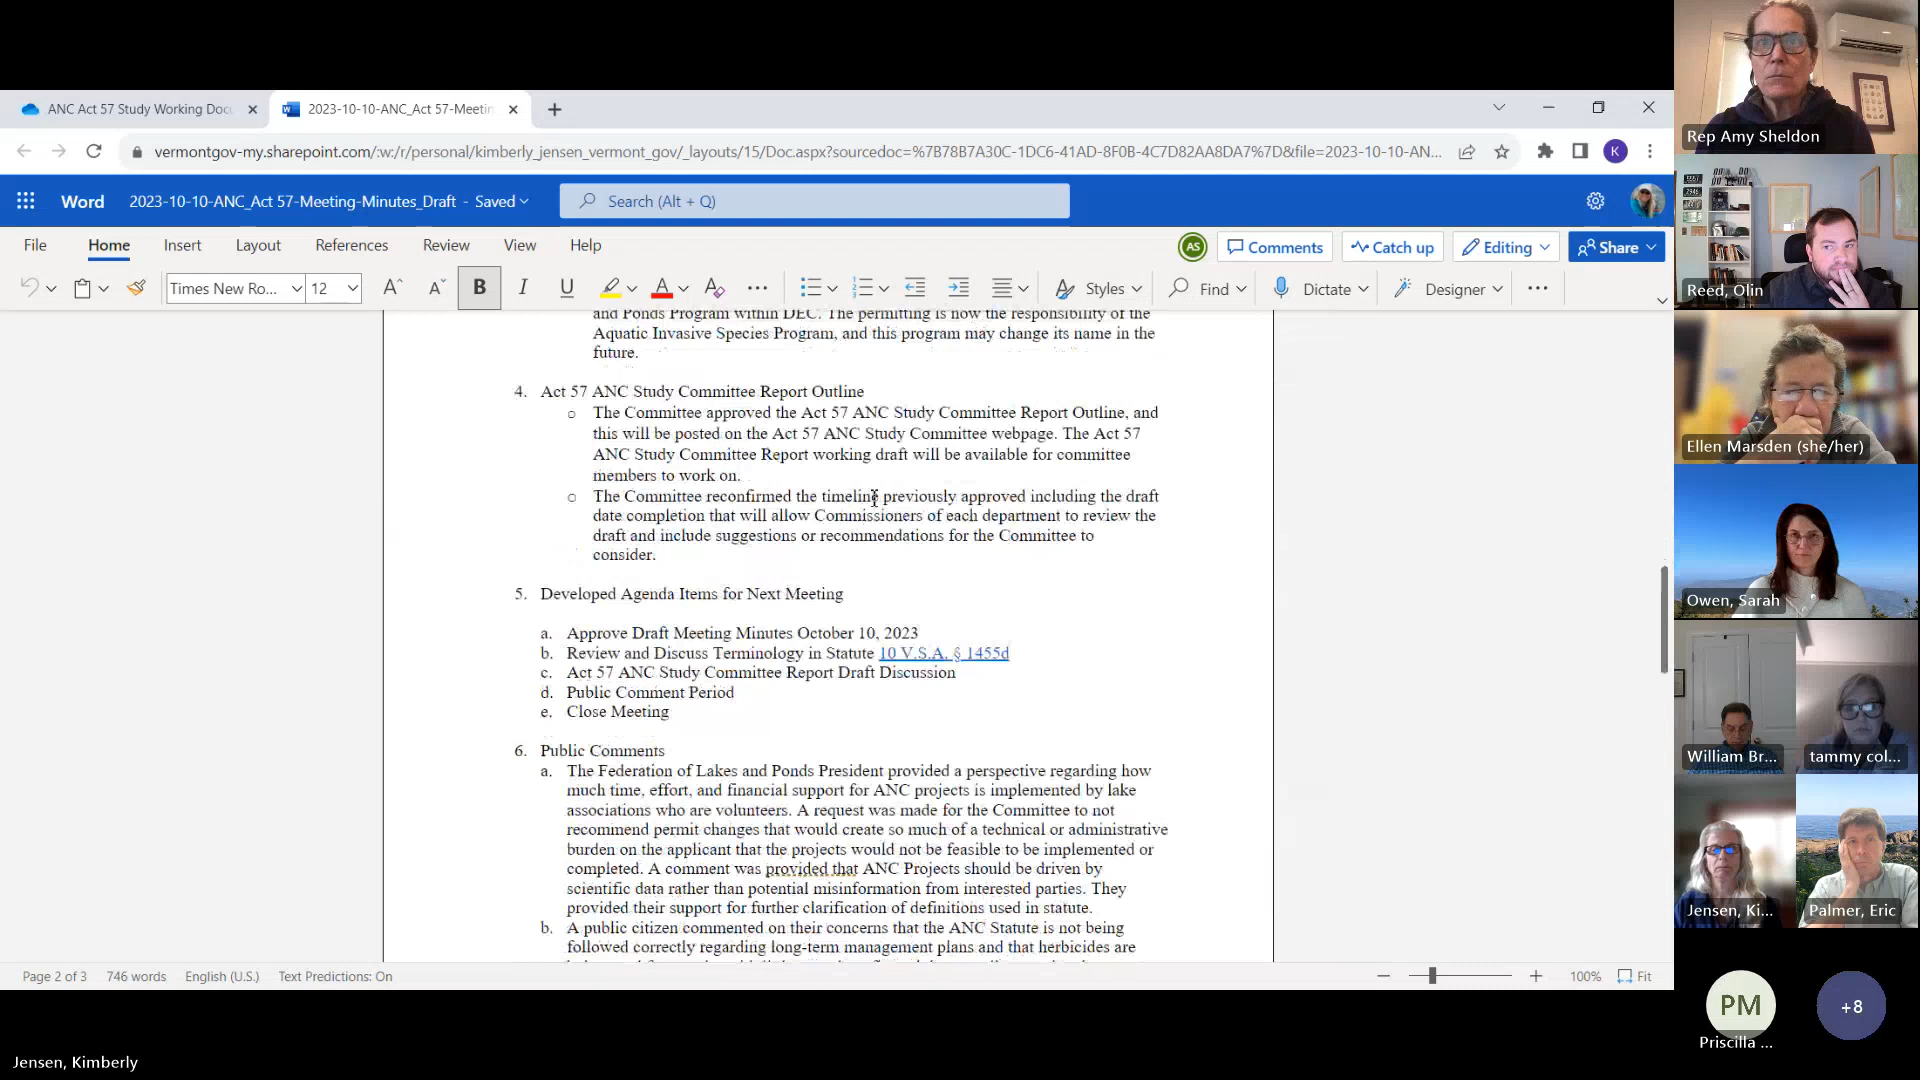 ANC Act 57 Study Working Docu
2023-10-10-ANC_Act 57-Meetin
vermontgov-my.sharepoint.com/:w:/r/personal/kimberly_jensen_vermont_gov/_layouts/15/Doc.aspx?sourcedoc=%7B78B7A30C-1DC6-41AD-8F0B-4C7D82AA8DA7%7D&file=2023-10-10-AN...
K
Word
2023-10-10-ANC_Act 57-Meeting-Minutes_Draft - Saved
Search (Alt + Q)
File Home Insert Layout References Review View Help
AS Comments Catch up Editing Share
Times New Ro... 12 B I U A Styles Find Dictate Designer
and Ponds Program within DEC. The permitting is now the responsibility of the
Aquatic Invasive Species Program, and this program may change its name in the
future.
4. Act 57 ANC Study Committee Report Outline
o The Committee approved the Act 57 ANC Study Committee Report Outline, and
this will be posted on the Act 57 ANC Study Committee webpage. The Act 57
ANC Study Committee Report working draft will be available for committee
members to work on.
o The Committee reconfirmed the timeline previously approved including the draft
date completion that will allow Commissioners of each department to review the
draft and include suggestions or recommendations for the Committee to
consider.
5. Developed Agenda Items for Next Meeting
a. Approve Draft Meeting Minutes October 10, 2023
b. Review and Discuss Terminology in Statute 10 V.S.A. § 1455d
c. Act 57 ANC Study Committee Report Draft Discussion
d. Public Comment Period
e. Close Meeting
6. Public Comments
a. The Federation of Lakes and Ponds President provided a perspective regarding how
much time, effort, and financial support for ANC projects is implemented by lake
associations who are volunteers. A request was made for the Committee to not
recommend permit changes that would create so much of a technical or administrative
burden on the applicant that the projects would not be feasible to be implemented or
completed. A comment was provided that ANC Projects should be driven by
scientific data rather than potential misinformation from interested parties. They
provided their support for further clarification of definitions used in statute.
b. A public citizen commented on their concerns that the ANC Statute is not being
followed correctly regarding long-term management plans and that herbicides are
Page 2 of 3 746 words English (U.S.) Text Predictions: On
100% Fit
Jensen, Kimberly
Rep Amy Sheldon
Reed, Olin
Ellen Marsden (she/her)
Owen, Sarah
William Br...
tammy col...
Jensen, Ki...
Palmer, Eric
PM
Priscilla ...
+8